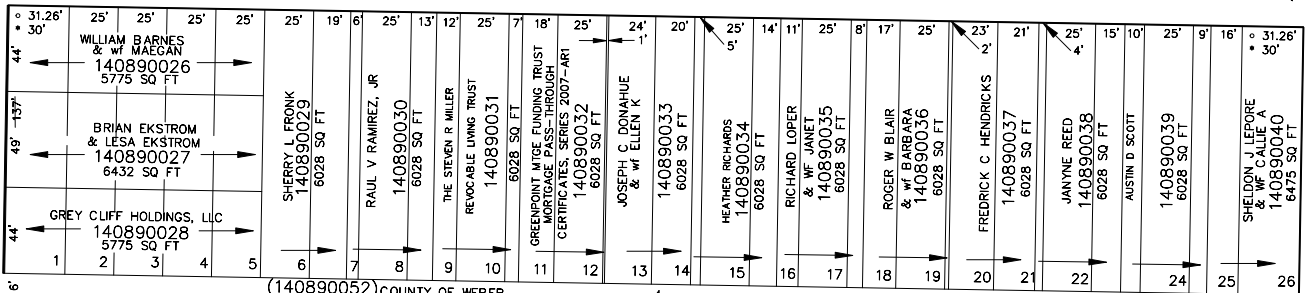 ° 31.26' 25' 25' 25' 25' 25' 19' 6' 25' 13' 12' 25' 7' 18' 25' 24' 20' 25' 14' 11' 25' 8' 17' 25' 23' 21' 25' 15' 10' 25' 9' 16' ° 31.26'
* 30' 1' 5' 2' 4' * 30'
44'
WILLIAM BARNES
& wf MAEGAN
140890026
5775 SQ FT
137'
49'
BRIAN EKSTROM
& LESA EKSTROM
140890027
6432 SQ FT
44'
GREY CLIFF HOLDINGS, LLC
140890028
5775 SQ FT
SHERRY L FRONK
140890029
6028 SQ FT
RAUL V RAMIREZ, JR
140890030
6028 SQ FT
THE STEVEN R MILLER
REVOCABLE LIVING TRUST
140890031
6028 SQ FT
GREENPOINT MTGE FUNDING TRUST
MORTGAGE PASS-THROUGH
CERTIFICATES, SERIES 2007-AR1
140890032
6028 SQ FT
JOSEPH C DONAHUE
& wf ELLEN K
140890033
6028 SQ FT
HEATHER RICHARDS
140890034
6028 SQ FT
RICHARD LOPER
& WF JANET
140890035
6028 SQ FT
ROGER W BLAIR
& wf BARBARA
140890036
6028 SQ FT
FREDRICK C HENDRICKS
140890037
6028 SQ FT
JANYNE REED
140890038
6028 SQ FT
AUSTIN D SCOTT
140890039
6028 SQ FT
SHELDON J LEPORE
& WF CALLIE A
140890040
6475 SQ FT
1 2 3 4 5 6 7 8 9 10 11 12 13 14 15 16 17 18 19 20 21 22 24 25 26
6'
(140890052) COUNTY OF WEBER